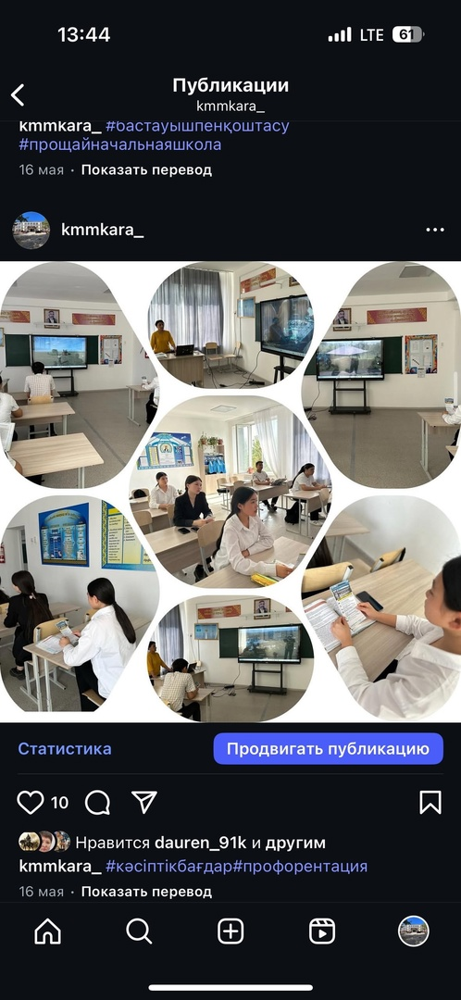 13:44
LTE 61
Публикации
kmmkara_
kmmkara_ #бастауышпенқоштасу
#прощайначальнаяшкола
16 мая · Показать перевод
kmmkara_
Статистика
Продвигать публикацию
10
Нравится dauren_91k и другим
kmmkara_ #кәсіптікбағдар#профорентация
16 мая · Показать перевод